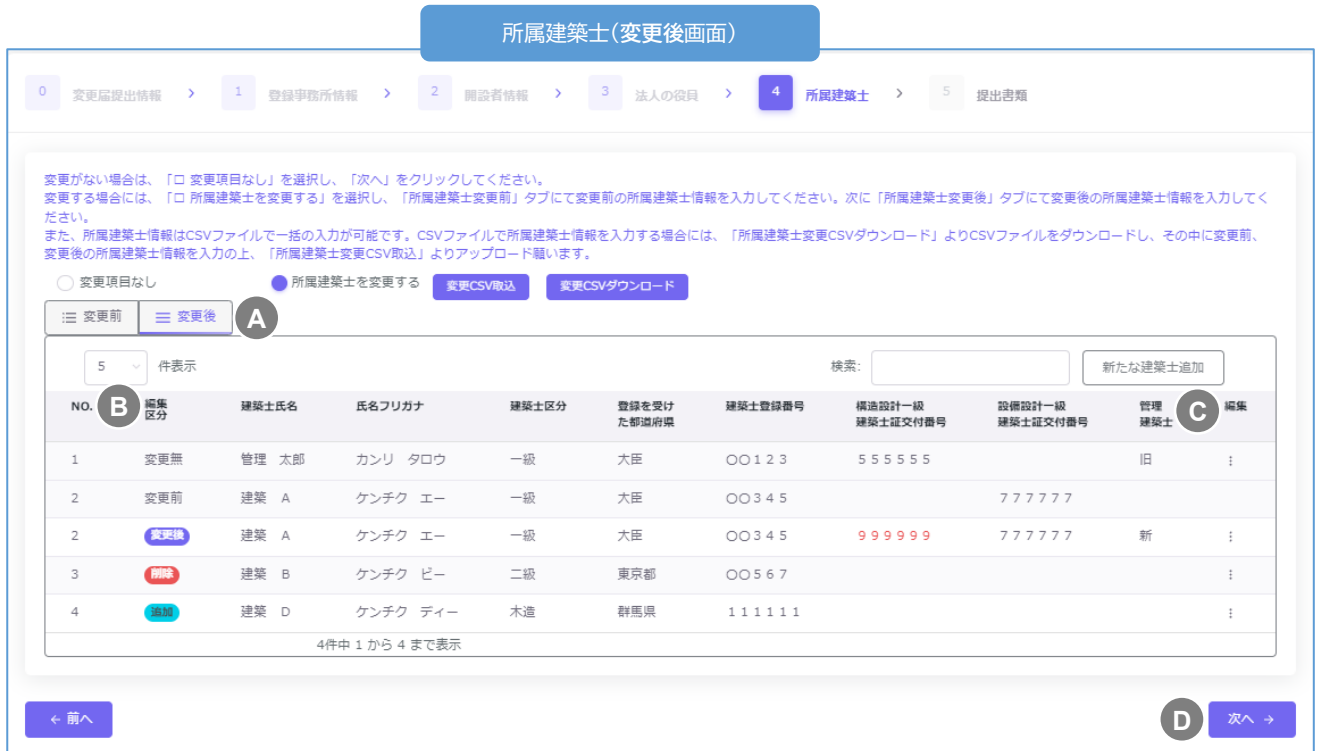 所属建築士（変更後画面）
0 変更届提出情報 > 1 登録事務所情報 > 2 開設者情報 > 3 法人の役員 > 4 所属建築士 > 5 提出書類
変更がない場合は、「□ 変更項目なし」を選択し、「次へ」をクリックしてください。
変更する場合には、「□ 所属建築士を変更する」を選択し、「所属建築士変更前」タブにて変更前の所属建築士情報を入力してください。次に「所属建築士変更後」タブにて変更後の所属建築士情報を入力してく
ださい。
また、所属建築士情報はCSVファイルで一括の入力が可能です。CSVファイルで所属建築士情報を入力する場合には、「所属建築士変更CSVダウンロード」よりCSVファイルをダウンロードし、その中に変更前、
変更後の所属建築士情報を入力の上、「所属建築士変更CSV取込」よりアップロード願います。
変更項目なし 所属建築士を変更する 変更CSV取込 変更CSVダウンロード
変更前 変更後 A
5 件表示 検索: 新たな建築士追加
NO. B 編集区分 建築士氏名 氏名フリガナ 建築士区分 登録を受けた都道府県 建築士登録番号 構造設計一級建築士証交付番号 設備設計一級建築士証交付番号 管理建築士 C 編集
1 変更無 管理 太郎 カンリ タロウ 一級 大臣 〇〇１２３ ５５５５５５ 旧 ⋮
2 変更前 建築 A ケンチク エー 一級 大臣 〇〇３４５ ７７７７７７
2 変更後 建築 A ケンチク エー 一級 大臣 〇〇３４５ ９９９９９９ ７７７７７７ 新 ⋮
3 削除 建築 B ケンチク ビー 二級 東京都 〇〇５６７ ⋮
4 追加 建築 D ケンチク ディー 木造 群馬県 １１１１１１ ⋮
4件中 1 から 4 まで表示
← 前へ D 次へ →